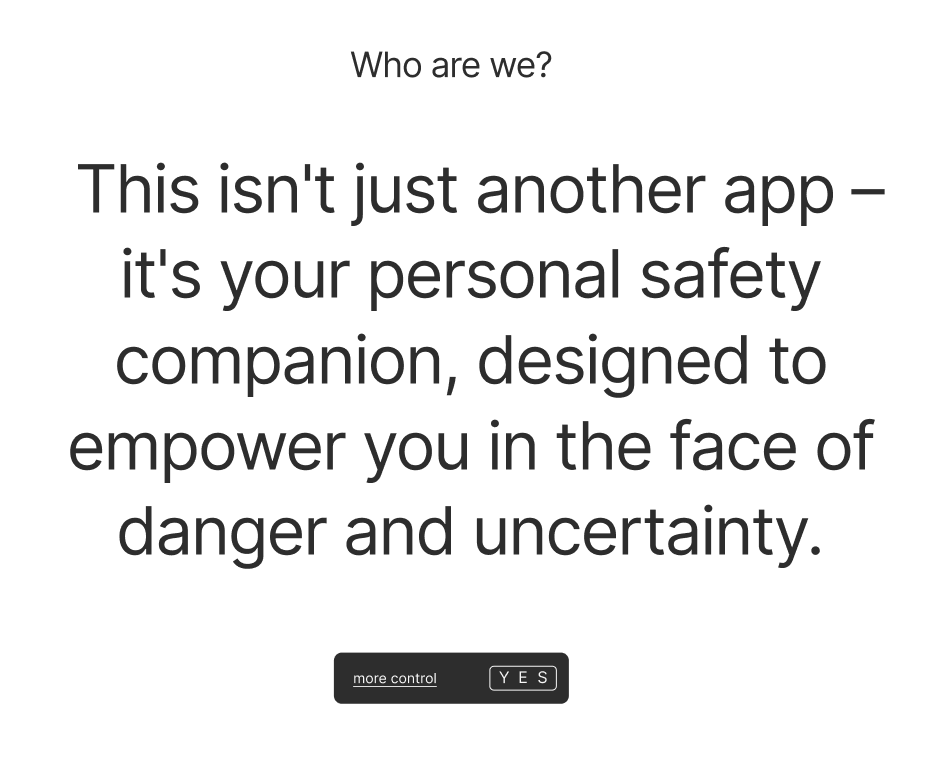 Who are we?
This isn't just another app –
it's your personal safety
companion, designed to
empower you in the face of
danger and uncertainty.
more control YES